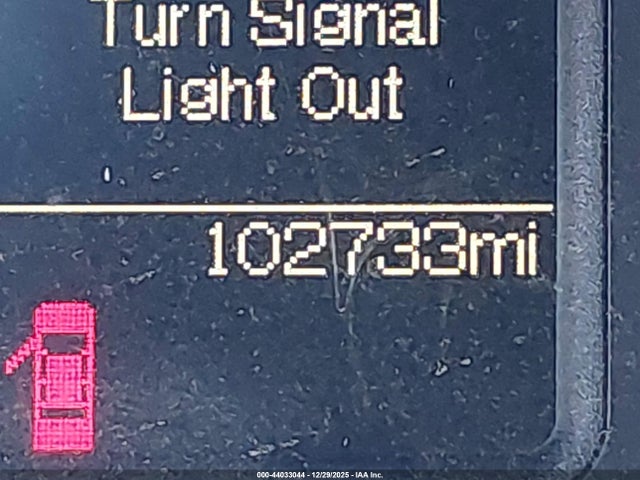 Turn Signal
Light Out
102733mi
000-44033044 - 12/29/2025 - IAA Inc.